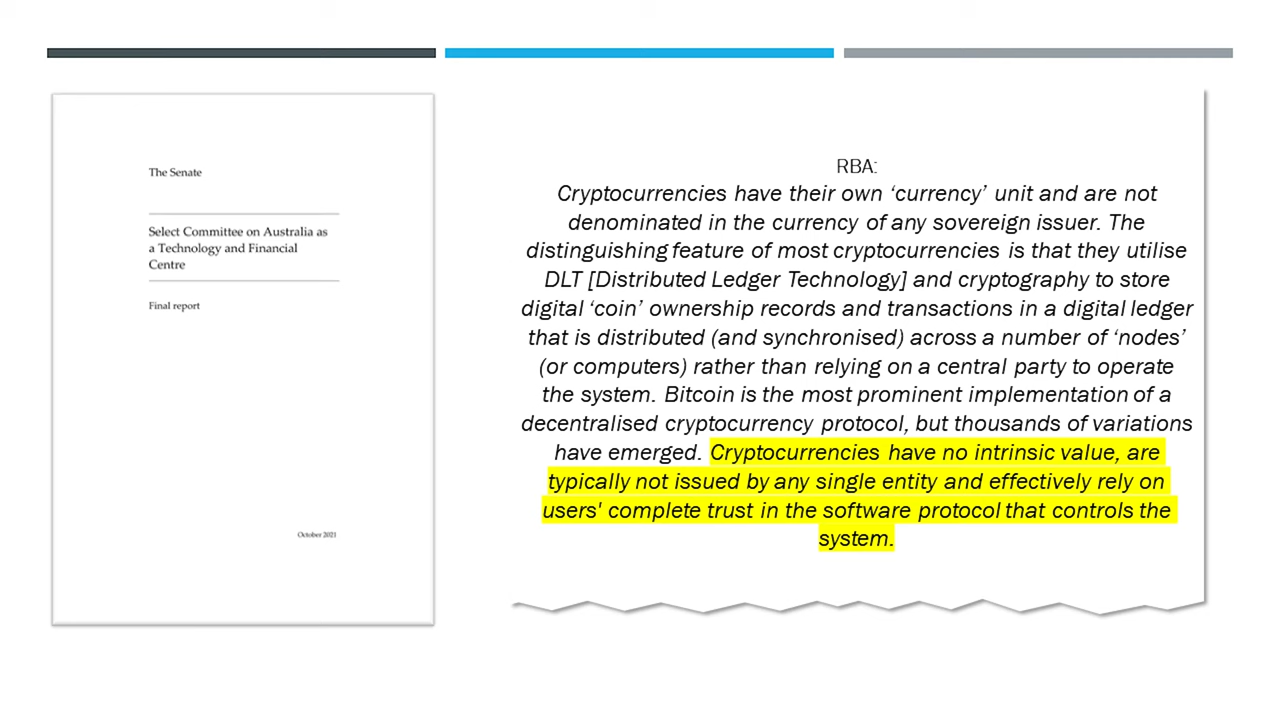 The Senate
Select Committee on Australia as
a Technology and Financial
Centre
Final report
October 2021
RBA:
Cryptocurrencies have their own ‘currency’ unit and are not
denominated in the currency of any sovereign issuer. The
distinguishing feature of most cryptocurrencies is that they utilise
DLT [Distributed Ledger Technology] and cryptography to store
digital ‘coin’ ownership records and transactions in a digital ledger
that is distributed (and synchronised) across a number of ‘nodes’
(or computers) rather than relying on a central party to operate
the system. Bitcoin is the most prominent implementation of a
decentralised cryptocurrency protocol, but thousands of variations
have emerged. Cryptocurrencies have no intrinsic value, are
typically not issued by any single entity and effectively rely on
users' complete trust in the software protocol that controls the
system.